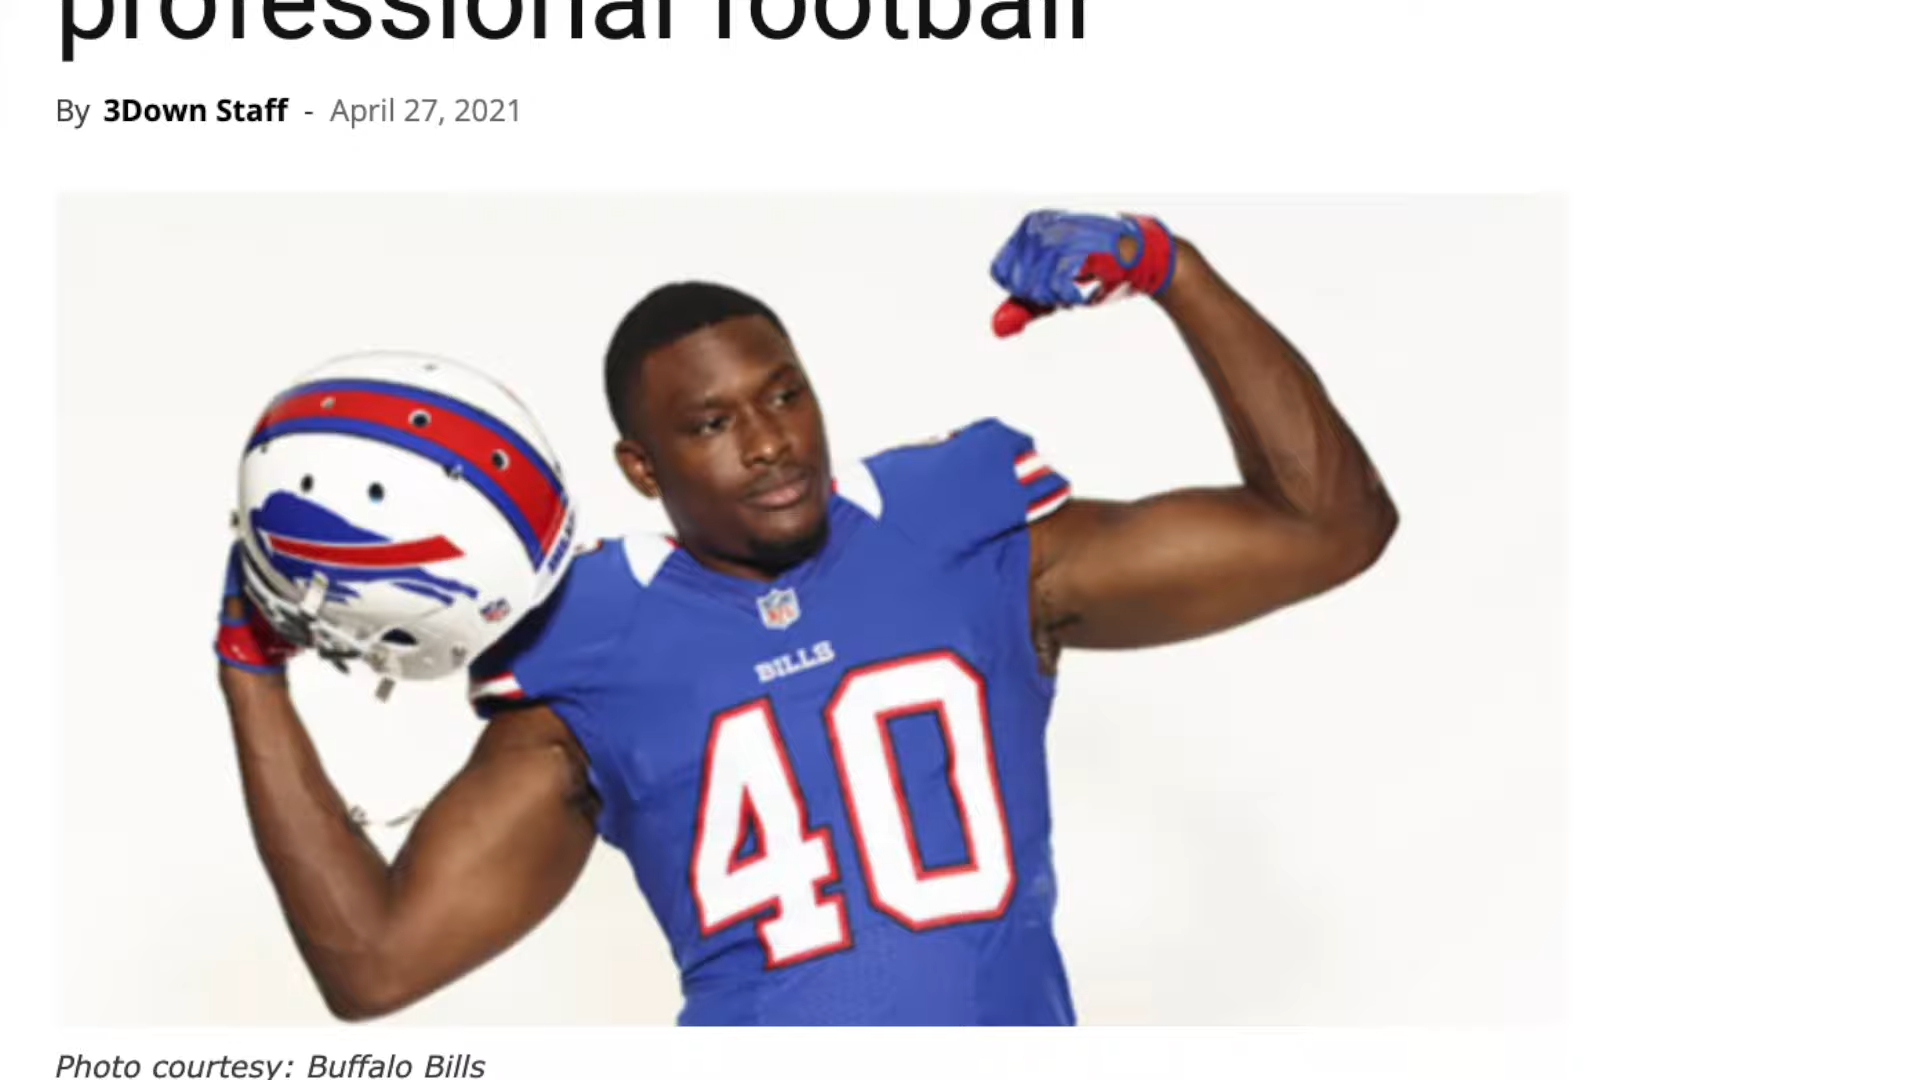 professional football
By 3Down Staff - April 27, 2021
BILLS
40
Photo courtesy: Buffalo Bills